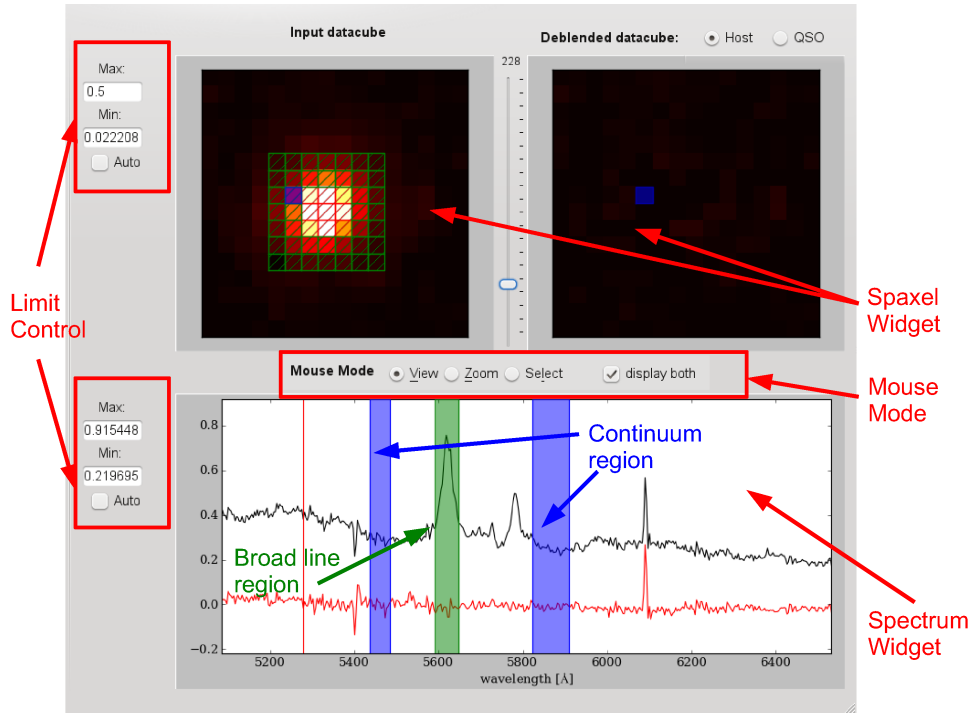 Input datacube
Deblended datacube:
Host
QSO
Max:
0.5
Min:
0.022208
Auto
228
Limit
Control
Spaxel
Widget
Mouse Mode
View
Zoom
Select
display both
Mouse
Mode
Max:
0.915448
Min:
0.219695
Auto
0.8
0.6
0.4
0.2
0.0
−0.2
Continuum
region
Broad line
region
Spectrum
Widget
5200
5400
5600
5800
6000
6200
6400
wavelength [Å]